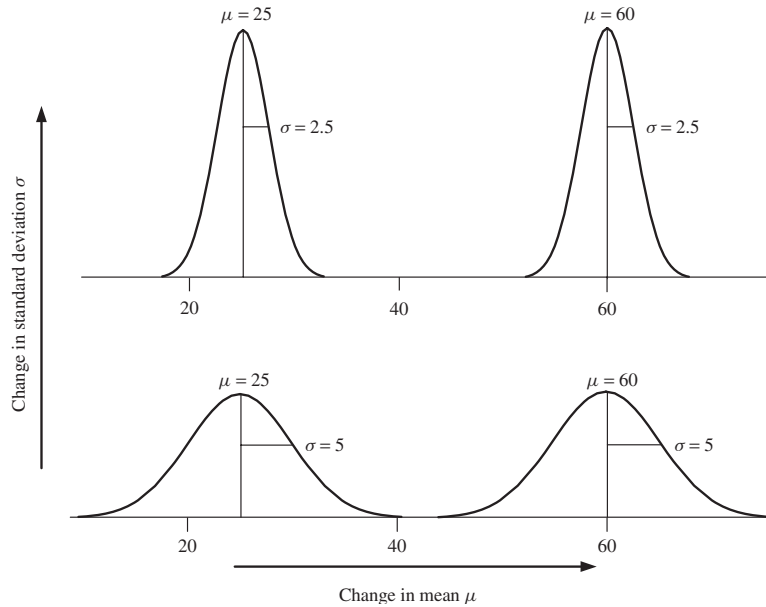 μ = 25
μ = 60
σ = 2.5
σ = 2.5
20
40
60
Change in standard deviation σ
μ = 25
μ = 60
σ = 5
σ = 5
20
40
60
Change in mean μ